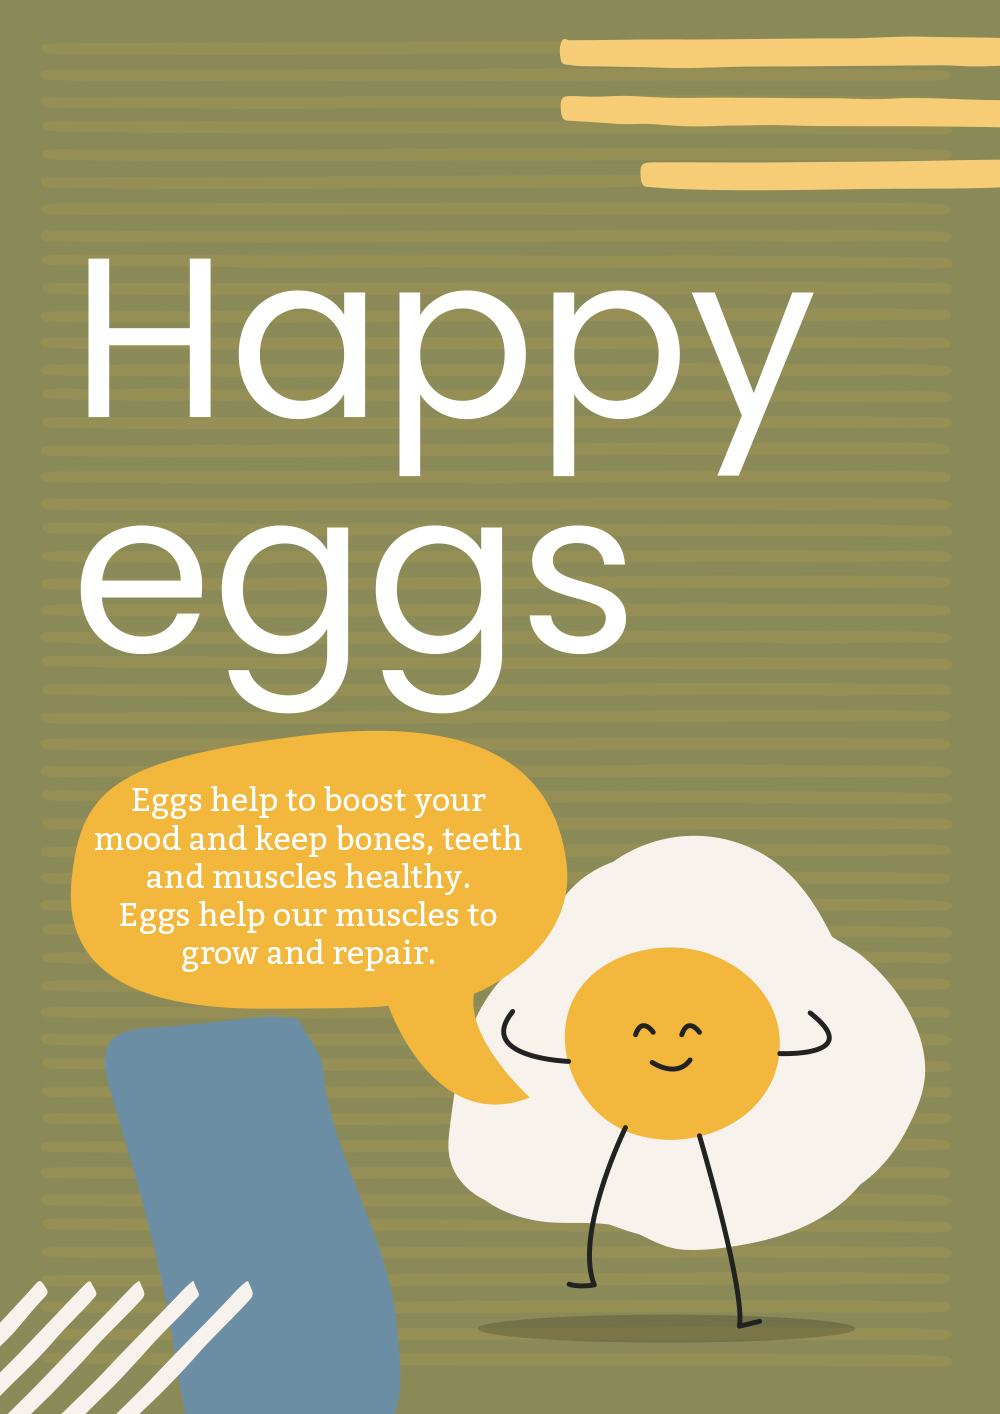 Happy
eggs
Eggs help to boost your
mood and keep bones, teeth
and muscles healthy.
Eggs help our muscles to
grow and repair.